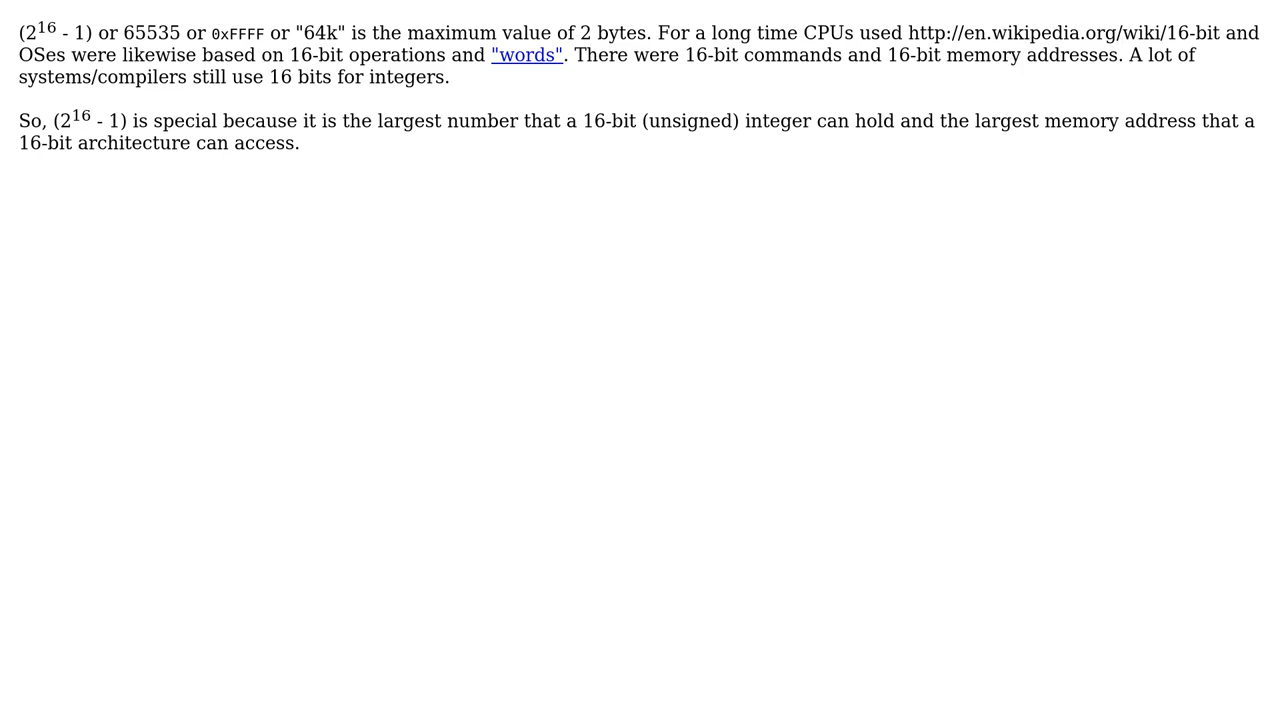 (2¹⁶ - 1) or 65535 or 0xFFFF or "64k" is the maximum value of 2 bytes. For a long time CPUs used http://en.wikipedia.org/wiki/16-bit and
OSes were likewise based on 16-bit operations and "words". There were 16-bit commands and 16-bit memory addresses. A lot of
systems/compilers still use 16 bits for integers.
So, (2¹⁶ - 1) is special because it is the largest number that a 16-bit (unsigned) integer can hold and the largest memory address that a
16-bit architecture can access.